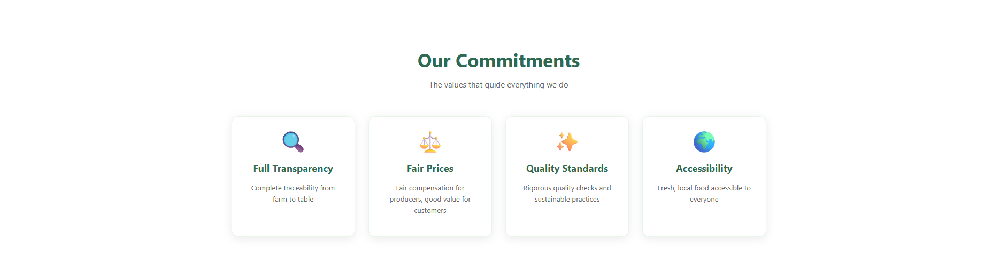 Our Commitments
The values that guide everything we do
Full Transparency
Complete traceability from
farm to table
Fair Prices
Fair compensation for
producers, good value for
customers
Quality Standards
Rigorous quality checks and
sustainable practices
Accessibility
Fresh, local food accessible to
everyone